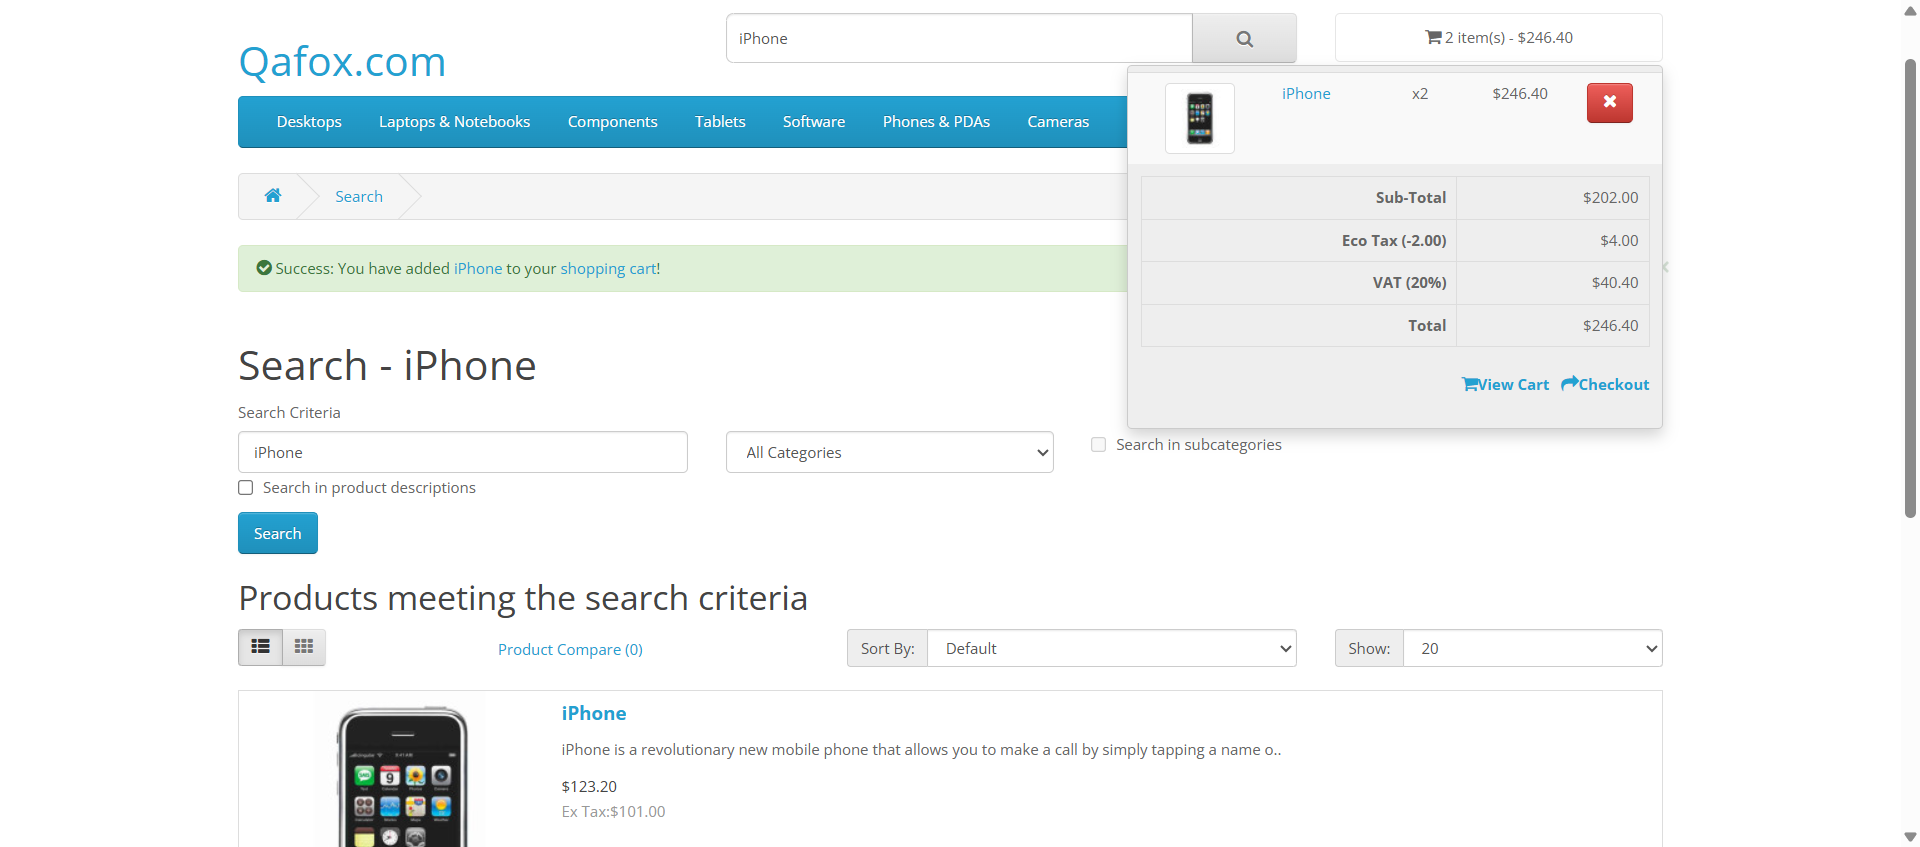 iPhone
2 item(s) - $246.40
Qafox.com
iPhone x2 $246.40
Desktops Laptops & Notebooks Components Tablets Software Phones & PDAs Cameras
Search
Sub-Total $202.00
Eco Tax (-2.00) $4.00
VAT (20%) $40.40
Total $246.40
View Cart Checkout
Success: You have added iPhone to your shopping cart!
Search - iPhone
Search Criteria
iPhone
All Categories
Search in subcategories
Search in product descriptions
Search
Products meeting the search criteria
Product Compare (0)
Sort By: Default
Show: 20
iPhone
iPhone is a revolutionary new mobile phone that allows you to make a call by simply tapping a name o..
$123.20
Ex Tax:$101.00